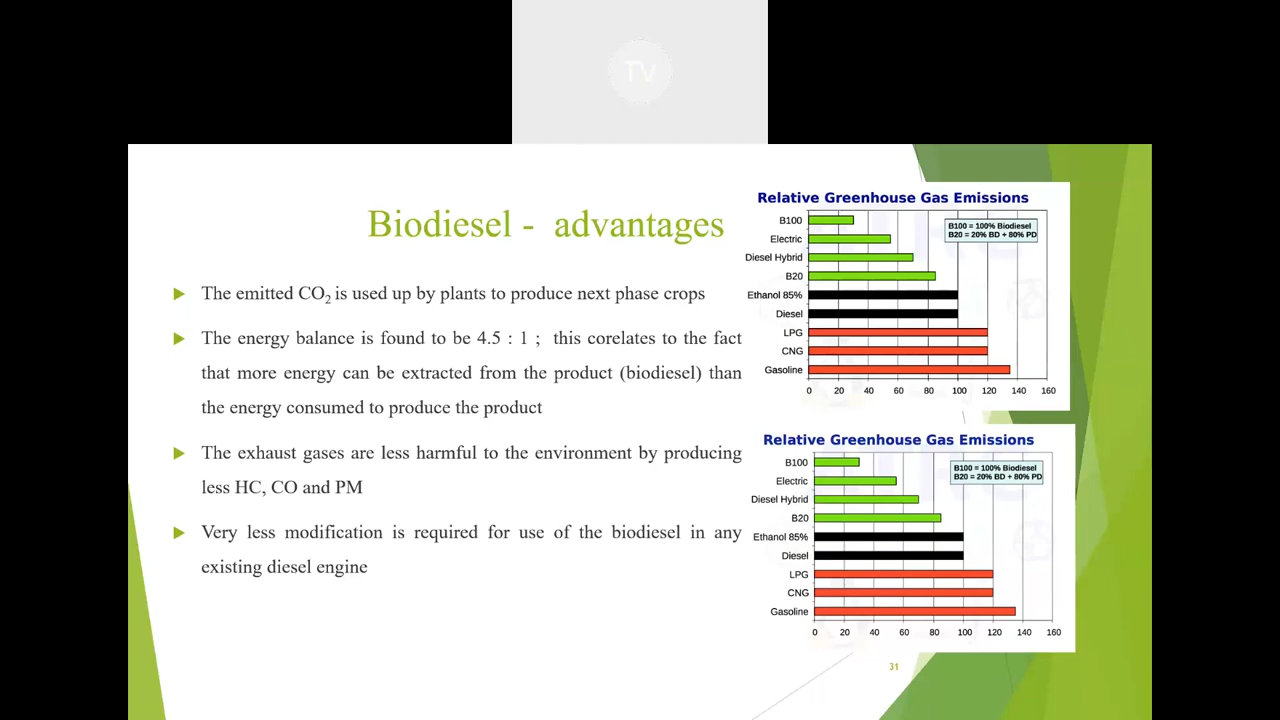 TV
Biodiesel - advantages
The emitted CO₂ is used up by plants to produce next phase crops
The energy balance is found to be 4.5 : 1 ; this corelates to the fact
that more energy can be extracted from the product (biodiesel) than
the energy consumed to produce the product
The exhaust gases are less harmful to the environment by producing
less HC, CO and PM
Very less modification is required for use of the biodiesel in any
existing diesel engine
Relative Greenhouse Gas Emissions
B100 = 100% Biodiesel
B20 = 20% BD + 80% PD
B100
Electric
Diesel Hybrid
B20
Ethanol 85%
Diesel
LPG
CNG
Gasoline
0 20 40 60 80 100 120 140 160
Relative Greenhouse Gas Emissions
B100 = 100% Biodiesel
B20 = 20% BD + 80% PD
B100
Electric
Diesel Hybrid
B20
Ethanol 85%
Diesel
LPG
CNG
Gasoline
0 20 40 60 80 100 120 140 160
31